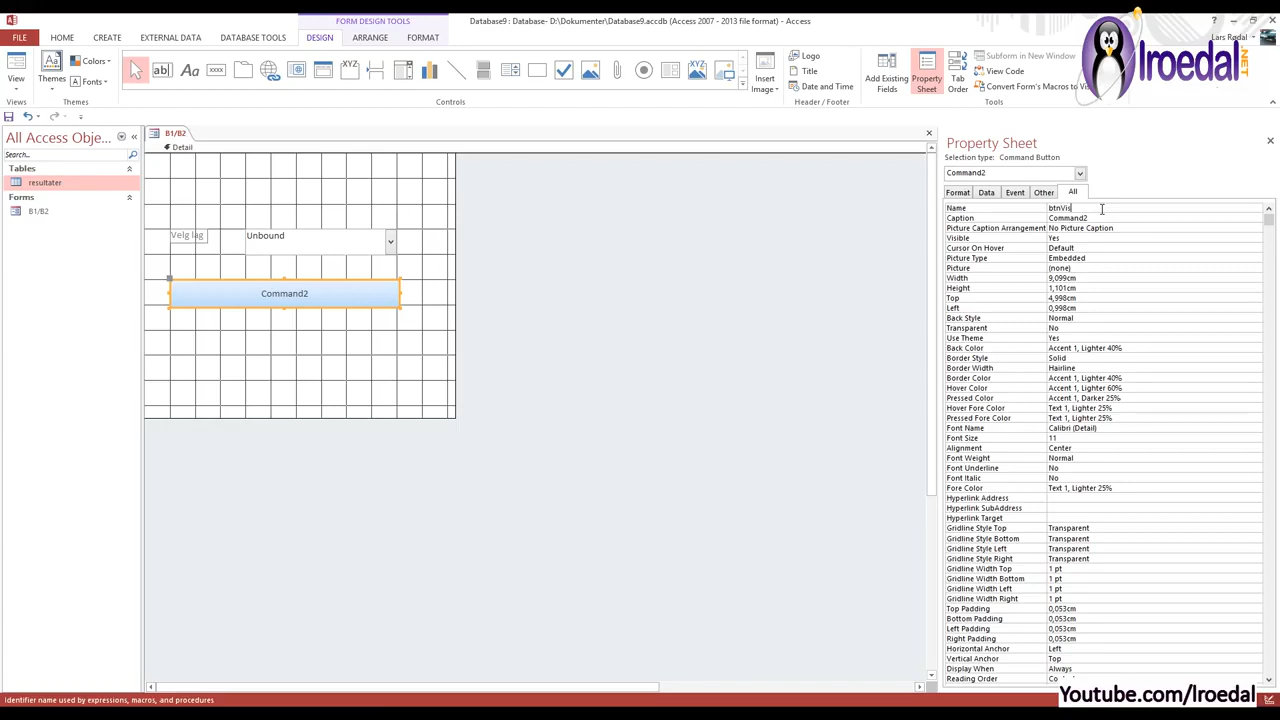 FORM DESIGN TOOLS
Database9 : Database- D:\Dokumenter\Database9.accdb (Access 2007 - 2013 file format) - Access
FILE HOME CREATE EXTERNAL DATA DATABASE TOOLS DESIGN ARRANGE FORMAT
Lars Rødal
lroedal.NET
View
Themes
Aa
Colors
Fonts
ab|
Aa
xxxx
XYZ
Insert
Image
Logo
Title
Date and Time
Add Existing
Fields
Property
Sheet
Tab
Order
Subform in New Window
View Code
Convert Form's Macros to Vi
Views
Themes
Controls
Header / Footer
Tools
All Access Obje...
Search...
Tables
resultater
Forms
B1/B2
B1/B2
Detail
Velg lag
Unbound
Command2
Property Sheet
Selection type: Command Button
Command2
Format Data Event Other All
Name btnVis
Caption Command2
Picture Caption Arrangement No Picture Caption
Visible Yes
Cursor On Hover Default
Picture Type Embedded
Picture (none)
Width 9,099cm
Height 1,101cm
Top 4,998cm
Left 0,998cm
Back Style Normal
Transparent No
Use Theme Yes
Back Color Accent 1, Lighter 40%
Border Style Solid
Border Width Hairline
Border Color Accent 1, Lighter 40%
Hover Color Accent 1, Lighter 60%
Pressed Color Accent 1, Darker 25%
Hover Fore Color Text 1, Lighter 25%
Pressed Fore Color Text 1, Lighter 25%
Font Name Calibri (Detail)
Font Size 11
Alignment Center
Font Weight Normal
Font Underline No
Font Italic No
Fore Color Text 1, Lighter 25%
Hyperlink Address
Hyperlink SubAddress
Hyperlink Target
Gridline Style Top Transparent
Gridline Style Bottom Transparent
Gridline Style Left Transparent
Gridline Style Right Transparent
Gridline Width Top 1 pt
Gridline Width Bottom 1 pt
Gridline Width Left 1 pt
Gridline Width Right 1 pt
Top Padding 0,053cm
Bottom Padding 0,053cm
Left Padding 0,053cm
Right Padding 0,053cm
Horizontal Anchor Left
Vertical Anchor Top
Display When Always
Reading Order
Identifier name used by expressions, macros, and procedures
Youtube.com/lroedal